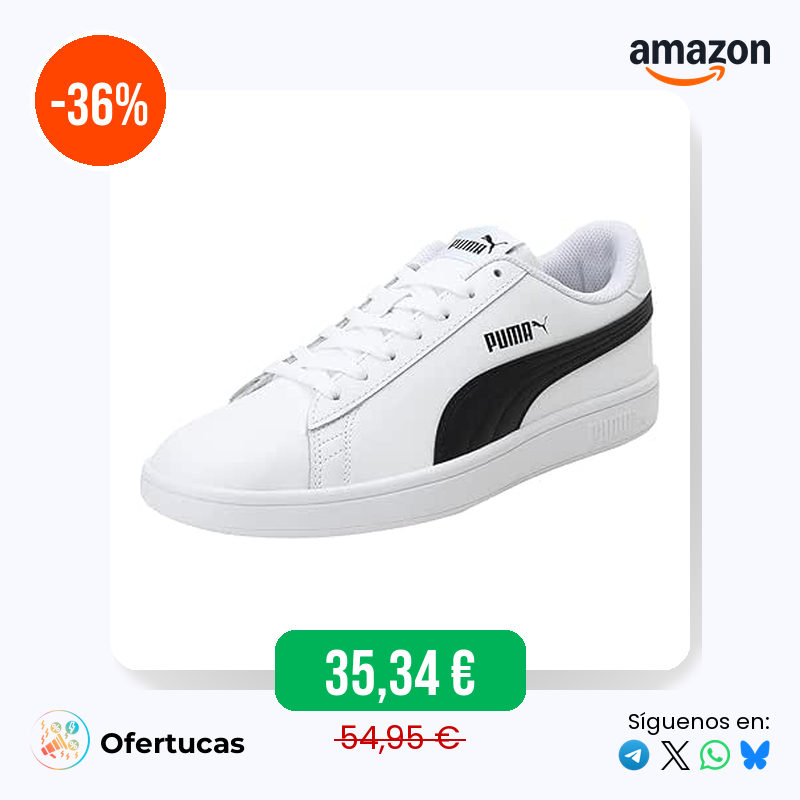 -36%
amazon
PUMA
PUMA
PUMA
35,34 €
54,95 €
Ofertucas
Síguenos en: